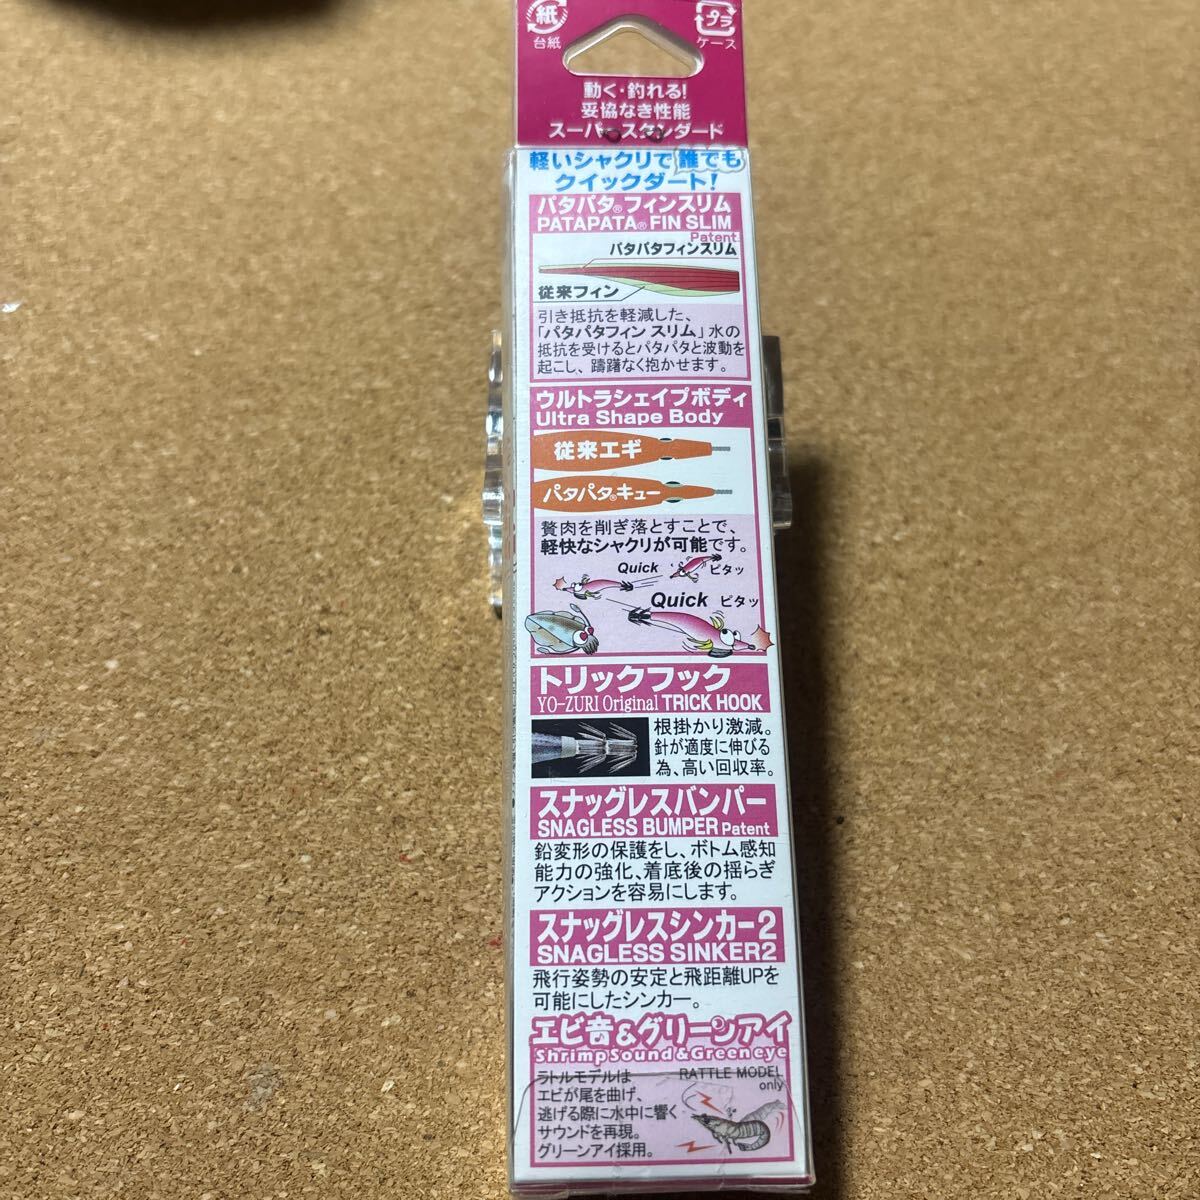 紙
台紙
プラ
ケース
動く・釣れる!
妥協なき性能
スーパースタンダード
軽いシャクリで誰でも
クイックダート!
パタパタ®フィンスリム
PATAPATA® FIN SLIM
Patent
パタパタフィンスリム
従来フィン
引き抵抗を軽減した、
「パタパタフィン スリム」水の
抵抗を受けるとパタパタと波動を
起こし、躊躇なく抱かせます。
ウルトラシェイプボディ
Ultra Shape Body
従来エギ
パタパタ®キュー
贅肉を削ぎ落とすことで、
軽快なシャクリが可能です。
Quick ピタッ
Quick ピタッ
トリックフック
YO-ZURI Original TRICK HOOK
根掛かり激減。
針が適度に伸びる
為、高い回収率。
スナッグレスバンパー
SNAGLESS BUMPER Patent
鉛変形の保護をし、ボトム感知
能力の強化、着底後の揺らぎ
アクションを容易にします。
スナッグレスシンカー2
SNAGLESS SINKER2
飛行姿勢の安定と飛距離UPを
可能にしたシンカー。
エビ音&グリーンアイ
Shrimp Sound & Green eye
RATTLE MODEL
only
ラトルモデルは
エビが尾を曲げ、
逃げる際に水中に響く
サウンドを再現。
グリーンアイ採用。